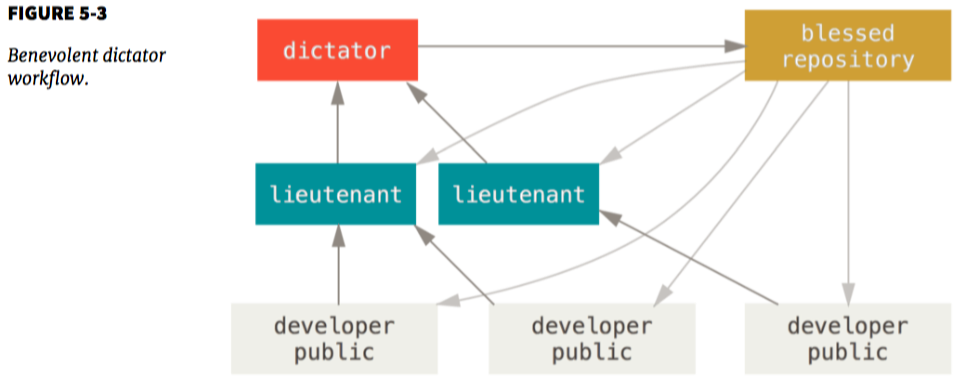 FIGURE 5-3
Benevolent dictator
workflow.
dictator
blessed
repository
lieutenant
lieutenant
developer
public
developer
public
developer
public